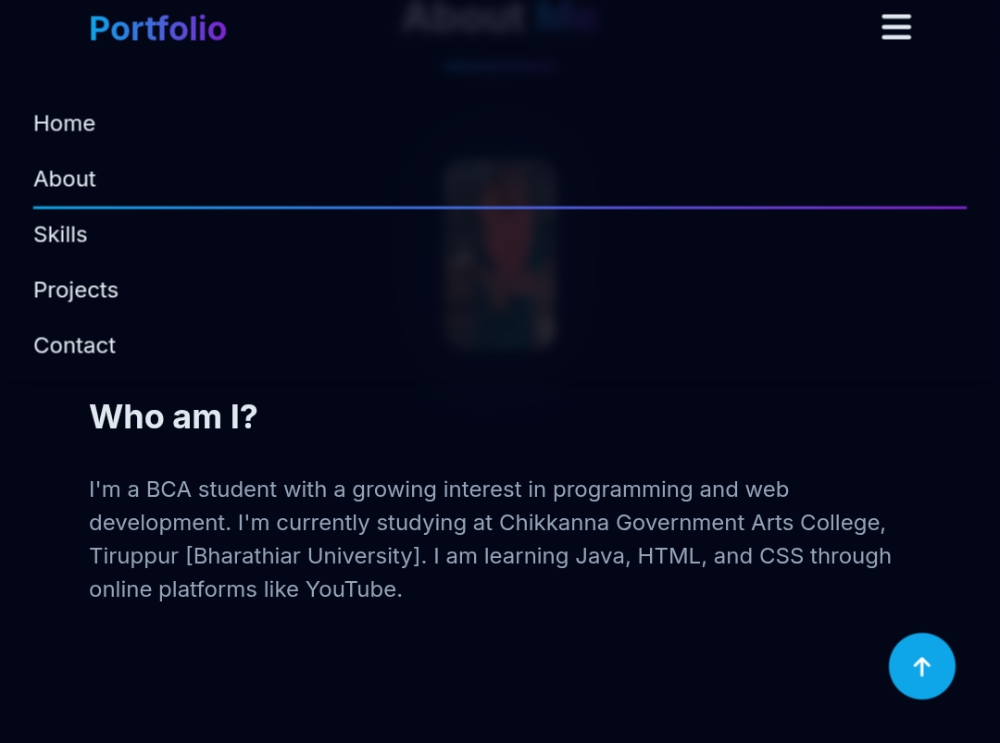 About Me
Portfolio
Home
About
Skills
Projects
Contact
Who am I?
I'm a BCA student with a growing interest in programming and web
development. I'm currently studying at Chikkanna Government Arts College,
Tiruppur [Bharathiar University]. I am learning Java, HTML, and CSS through
online platforms like YouTube.